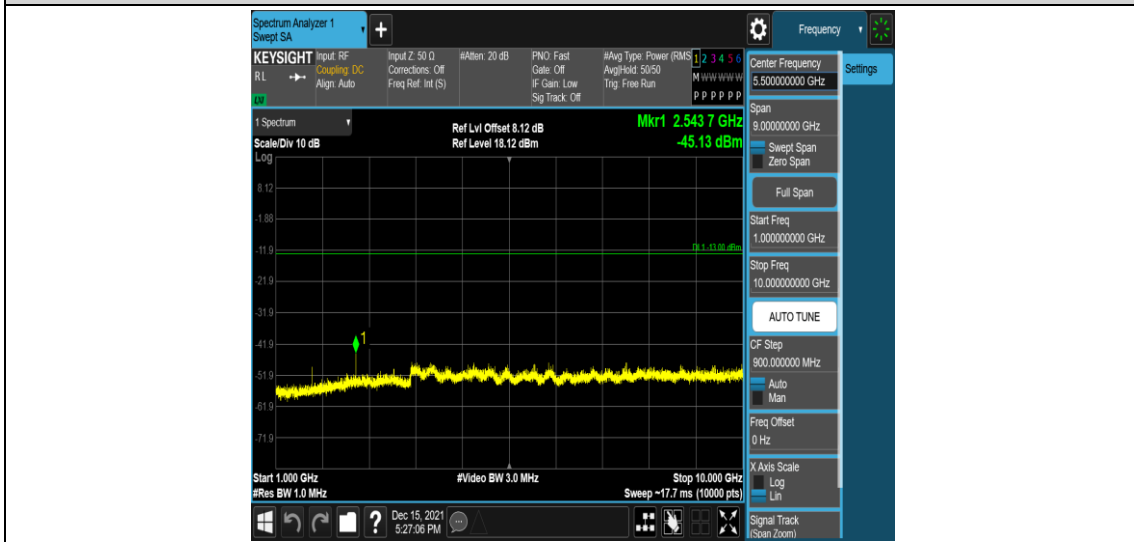 Spectrum Analyzer 1
Swept SA
+
Frequency
KEYSIGHT
RL
LXI
Input: RF
Coupling: DC
Align: Auto
Input Z: 50 Ω
Corrections: Off
Freq Ref: Int (S)
#Atten: 20 dB
PNO: Fast
Gate: Off
IF Gain: Low
Sig Track: Off
#Avg Type: Power (RMS
Avg|Hold: 50/50
Trig: Free Run
1 2 3 4 5 6
M W W W W W
P P P P P P
1 Spectrum
Scale/Div 10 dB
Log
Ref Lvl Offset 8.12 dB
Ref Level 18.12 dBm
Mkr1 2.543 7 GHz
-45.13 dBm
8.12
-1.88
-11.9
-21.9
-31.9
-41.9
-51.9
-61.9
-71.9
DL1 -13.00 dBm
1
Start 1.000 GHz
#Res BW 1.0 MHz
#Video BW 3.0 MHz
Stop 10.000 GHz
Sweep ~17.7 ms (10000 pts)
?
Dec 15, 2021
5:27:06 PM
Center Frequency
5.500000000 GHz
Settings
Span
9.00000000 GHz
Swept Span
Zero Span
Full Span
Start Freq
1.000000000 GHz
Stop Freq
10.000000000 GHz
AUTO TUNE
CF Step
900.000000 MHz
Auto
Man
Freq Offset
0 Hz
X Axis Scale
Log
Lin
Signal Track
(Span Zoom)